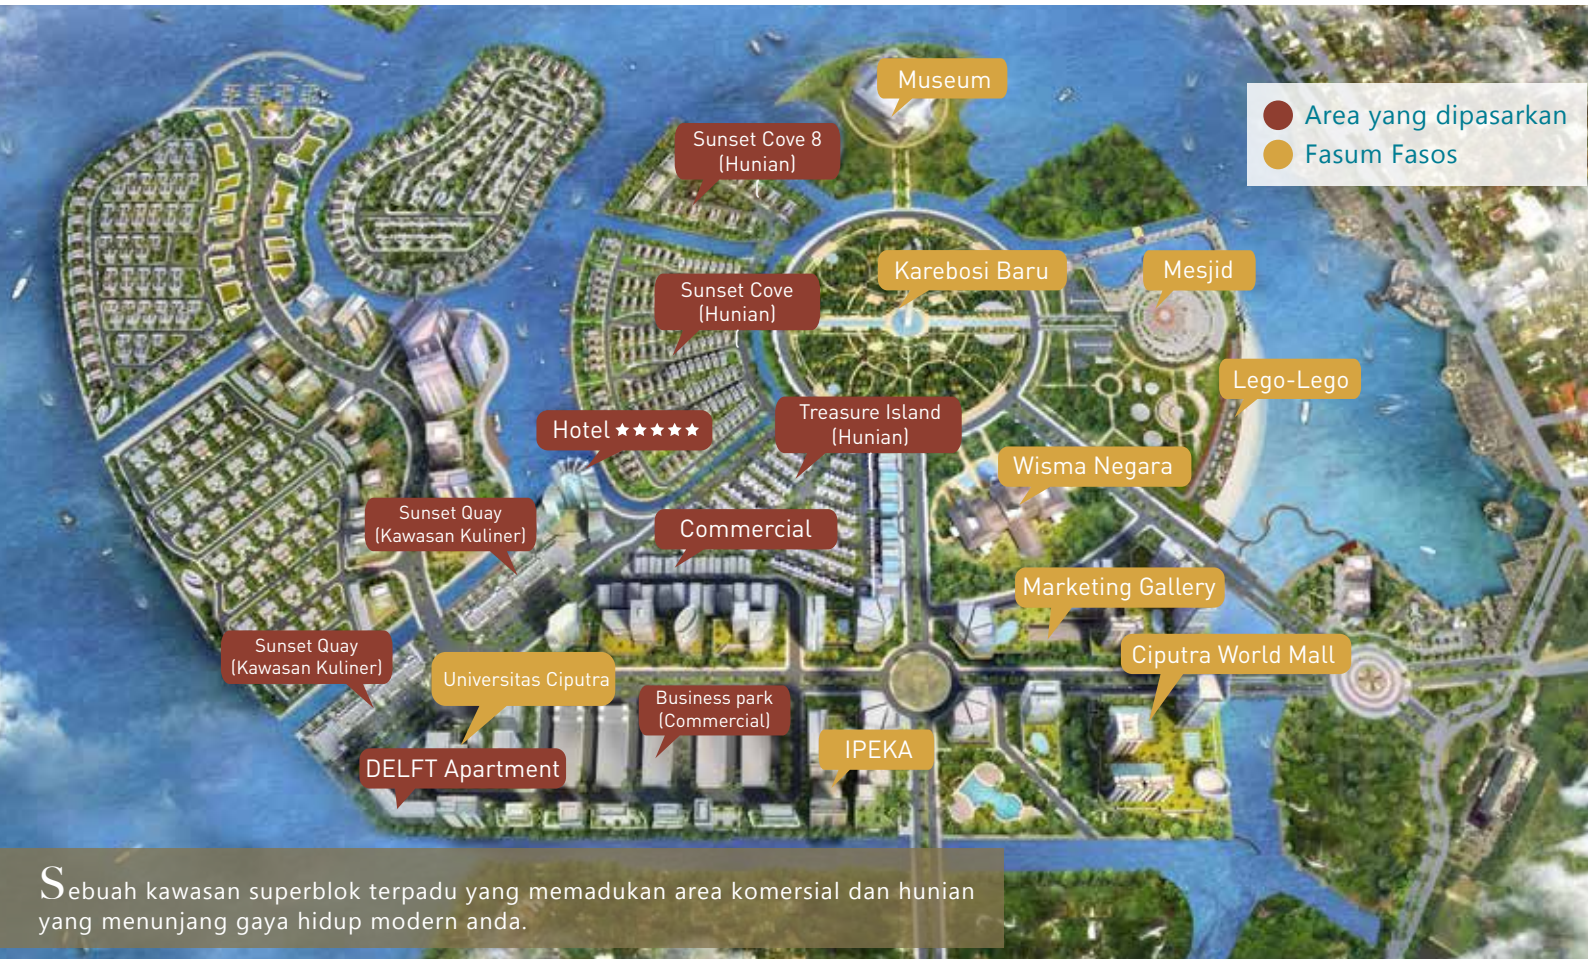 Museum
Area yang dipasarkan
Fasum Fasos
Sunset Cove 8
(Hunian)
Karebosi Baru
Mesjid
Sunset Cove
(Hunian)
Lego-Lego
Treasure Island
(Hunian)
Hotel ★★★★★
Wisma Negara
Sunset Quay
(Kawasan Kuliner)
Commercial
Marketing Gallery
Sunset Quay
(Kawasan Kuliner)
Ciputra World Mall
Universitas Ciputra
Business park
(Commercial)
IPEKA
DELFT Apartment
Sebuah kawasan superblok terpadu yang memadukan area komersial dan hunian
yang menunjang gaya hidup modern anda.